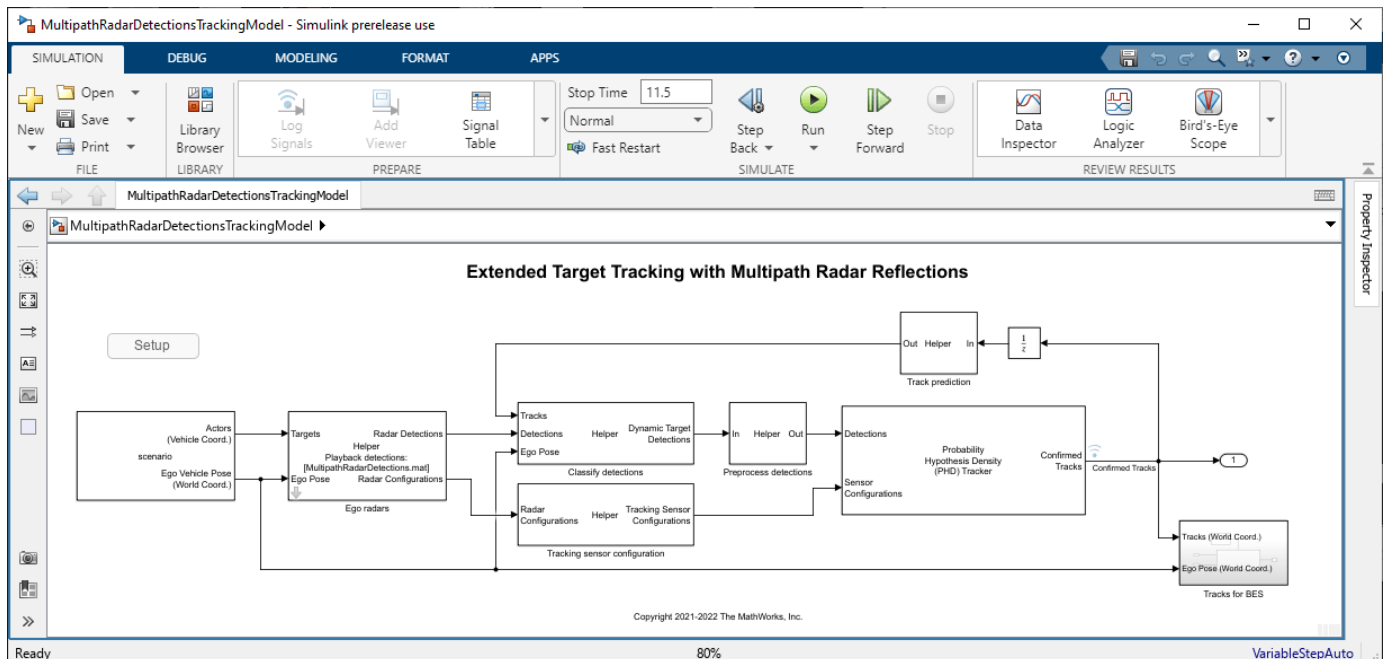 MultipathRadarDetectionsTrackingModel - Simulink prerelease use
SIMULATION DEBUG MODELING FORMAT APPS
New
Open
Save
Print
FILE
Library
Browser
LIBRARY
Log
Signals
Add
Viewer
Signal
Table
PREPARE
Stop Time 11.5
Normal
Fast Restart
Step
Back
Run
Step
Forward
Stop
SIMULATE
Data
Inspector
Logic
Analyzer
Bird's-Eye
Scope
REVIEW RESULTS
MultipathRadarDetectionsTrackingModel
MultipathRadarDetectionsTrackingModel
Property Inspector
Extended Target Tracking with Multipath Radar Reflections
Setup
Out Helper In
1
z
Track prediction
Actors
(Vehicle Coord.)
scenario
Ego Vehicle Pose
(World Coord.)
Targets Radar Detections
Helper
Playback detections:
[MultipathRadarDetections.mat]
Ego Pose Radar Configurations
Ego radars
Tracks
Detections Helper Dynamic Target
Detections
Ego Pose
Classify detections
In Helper Out
Preprocess detections
Radar
Configurations Helper Tracking Sensor
Configurations
Tracking sensor configuration
Detections
Sensor
Configurations
Probability
Hypothesis Density
(PHD) Tracker
Confirmed
Tracks
Confirmed Tracks
1
Tracks (World Coord.)
Ego Pose (World Coord.)
Tracks for BES
Copyright 2021-2022 The MathWorks, Inc.
Ready 80% VariableStepAuto